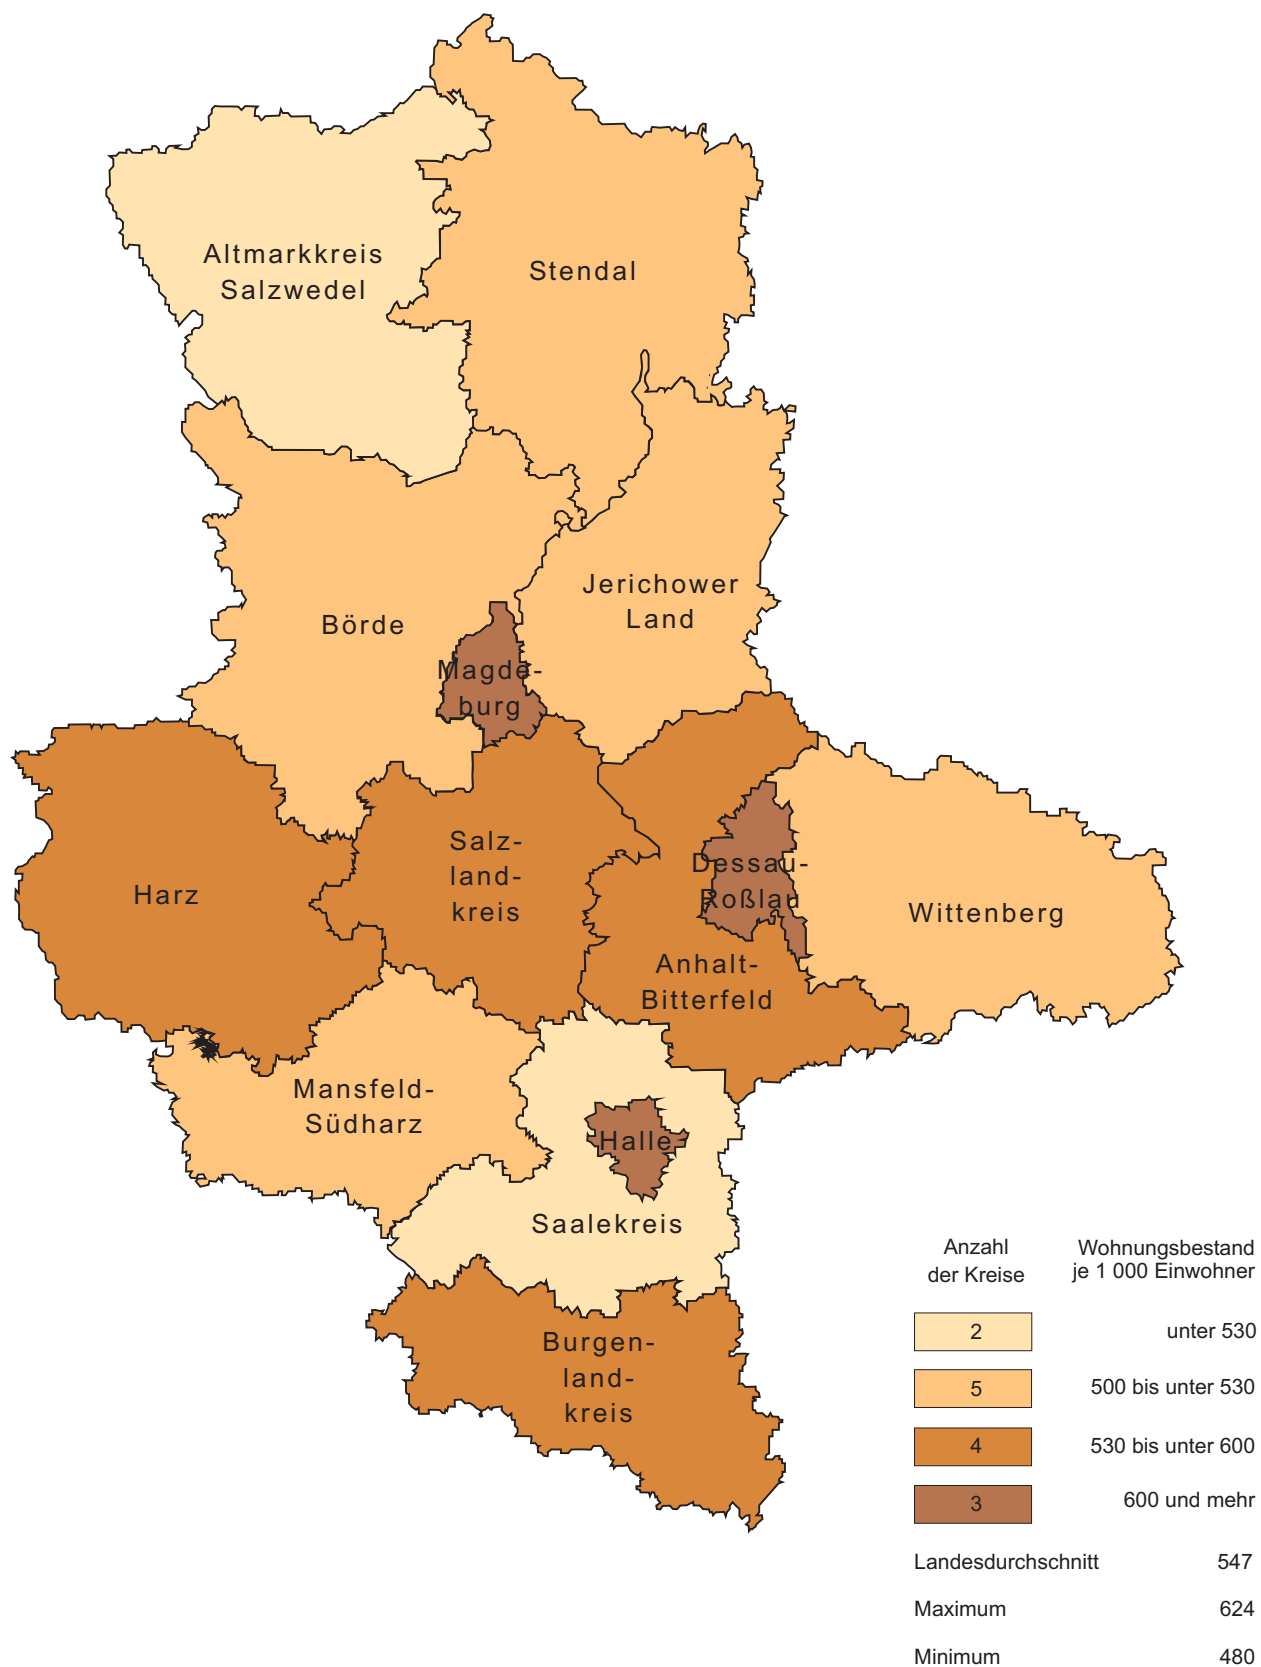 Altmarkkreis
Salzwedel
Stendal
Jerichower
Land
Börde
Magde-
burg
Salz-
land-
kreis
Harz
Dessau-
Roßlau
Wittenberg
Anhalt-
Bitterfeld
Mansfeld-
Südharz
Halle
Saalekreis
Burgen-
land-
kreis
Anzahl
der Kreise
Wohnungsbestand
je 1 000 Einwohner
2 unter 530
5 500 bis unter 530
4 530 bis unter 600
3 600 und mehr
Landesdurchschnitt 547
Maximum 624
Minimum 480